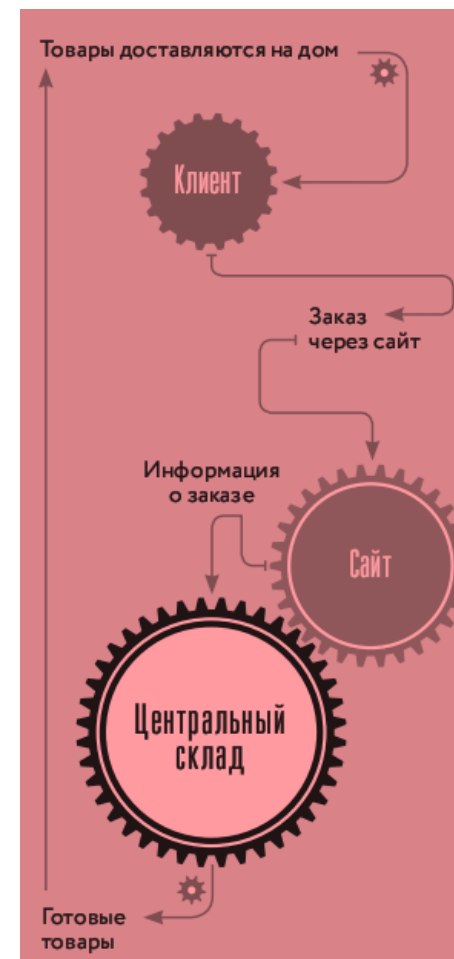 Товары доставляются на дом
Клиент
Заказ
через сайт
Информация
о заказе
Сайт
Центральный
склад
Готовые
товары